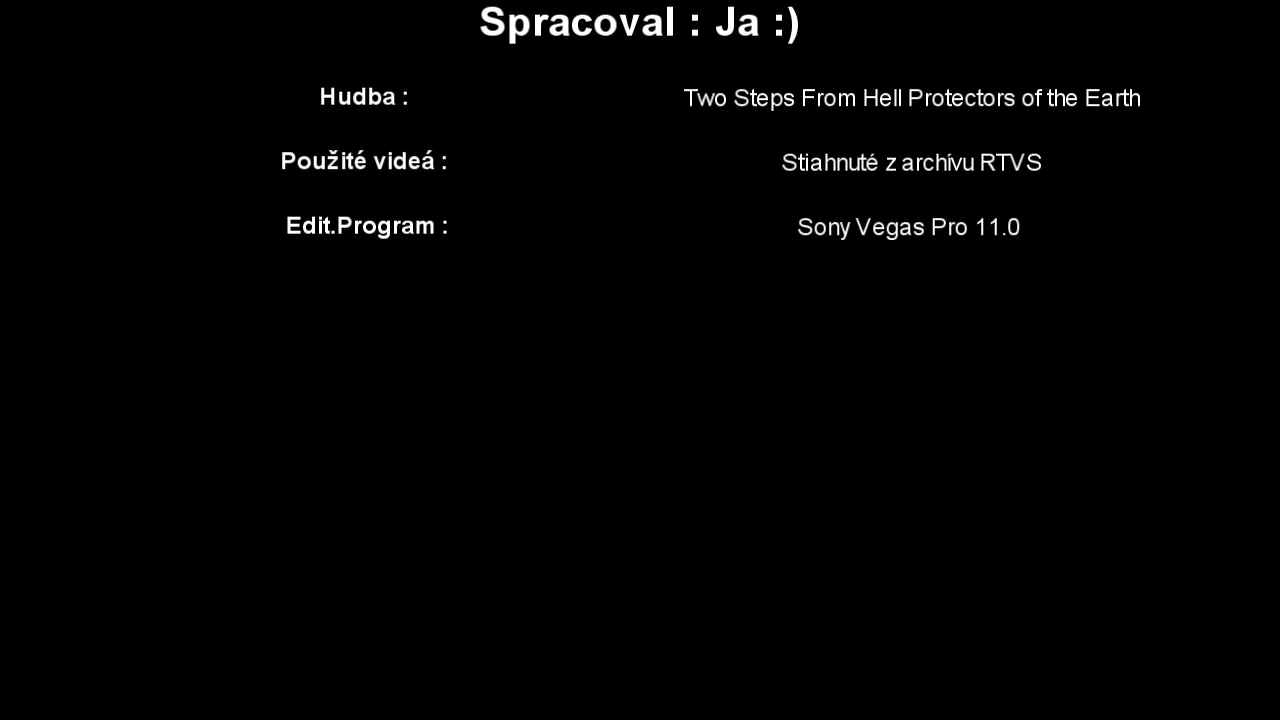 Spracoval : Ja :)
Hudba : Two Steps From Hell Protectors of the Earth
Použité videá : Stiahnuté z archívu RTVS
Edit.Program : Sony Vegas Pro 11.0